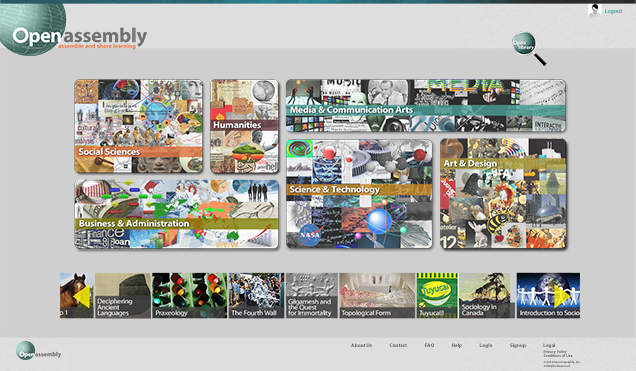 Logout
Openassembly
assemble and share learning
Open
library
Media & Communication Arts
MEDIA
Humanities
Social Sciences
Art & Design
Science & Technology
Business & Administration
NASA
atelier
p 1
Deciphering
Ancient
Languages
Praxeology
The Fourth Wall
Gilgamesh and
the Quest
for Immortality
Topological Form
Tuyucal!
Sociology in
Canada
Introduction to Socio
About Us
Contact
FAQ
Help
Login
Signup
Legal
Privacy Policy
Conditions of Use
Openassembly